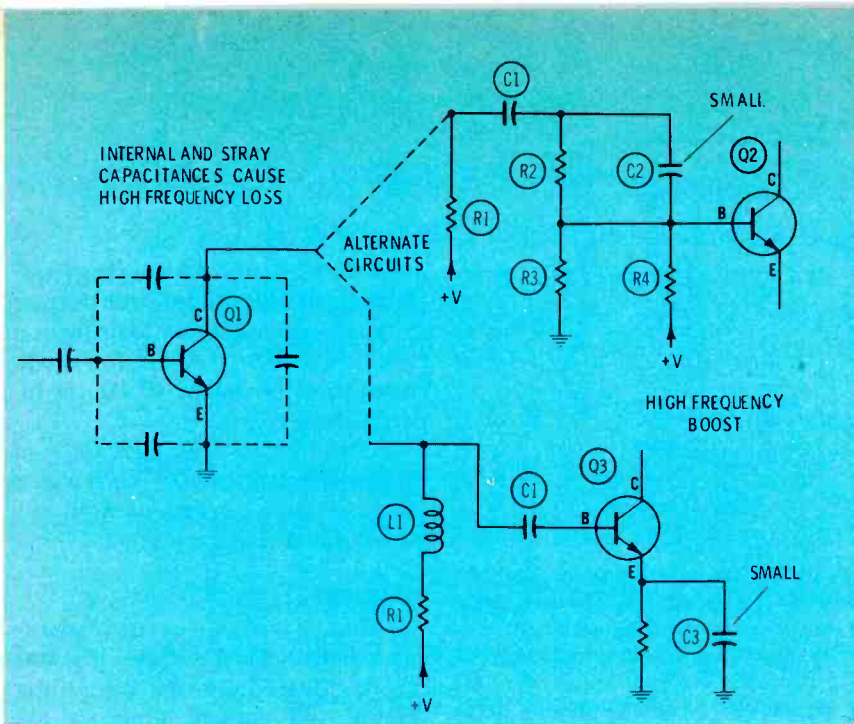 C1
SMALL
INTERNAL AND STRAY
CAPACITANCES CAUSE
HIGH FREQUENCY LOSS
R2
C2
Q2
C
R1
B
ALTERNATE
CIRCUITS
E
R3
R4
+V
+V
C
Q1
B
E
HIGH FREQUENCY
BOOST
Q3
C
C1
L1
B
E
SMALL
R1
C3
+V